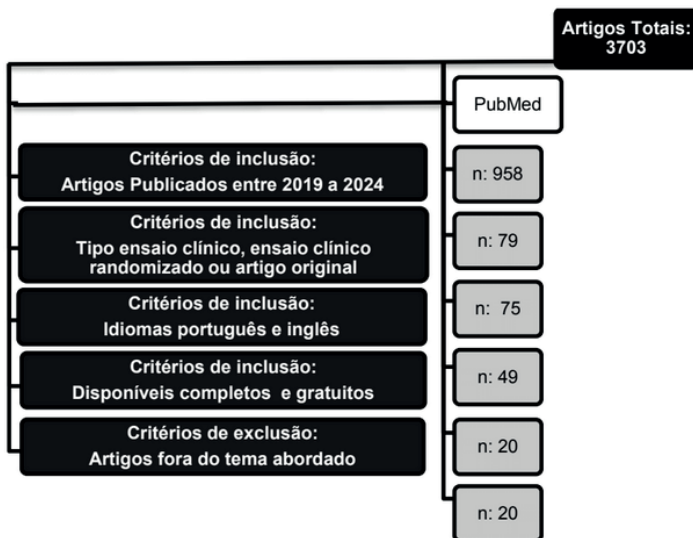 Artigos Totais:
3703
PubMed
Critérios de inclusão:
Artigos Publicados entre 2019 a 2024
n: 958
Critérios de inclusão:
Tipo ensaio clínico, ensaio clínico
randomizado ou artigo original
n: 79
Critérios de inclusão:
Idiomas português e inglês
n: 75
Critérios de inclusão:
Disponíveis completos e gratuitos
n: 49
Critérios de exclusão:
Artigos fora do tema abordado
n: 20
n: 20